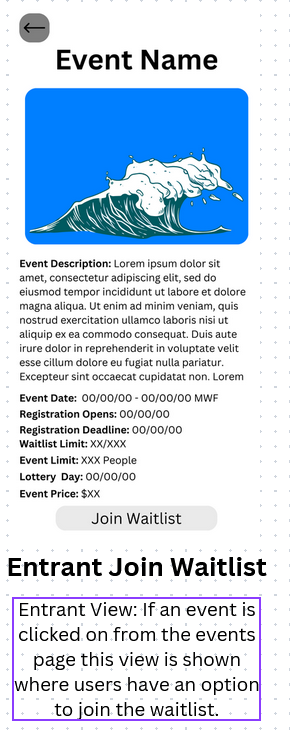 Event Name
Event Description: Lorem ipsum dolor sit
amet, consectetur adipiscing elit, sed do
eiusmod tempor incididunt ut labore et dolore
magna aliqua. Ut enim ad minim veniam, quis
nostrud exercitation ullamco laboris nisi ut
aliquip ex ea commodo consequat. Duis aute
irure dolor in reprehenderit in voluptate velit
esse cillum dolore eu fugiat nulla pariatur.
Excepteur sint occaecat cupidatat non. Lorem
Event Date: 00/00/00 - 00/00/00 MWF
Registration Opens: 00/00/00
Registration Deadline: 00/00/00
Waitlist Limit: XX/XXX
Event Limit: XXX People
Lottery Day: 00/00/00
Event Price: $XX
Join Waitlist
Entrant Join Waitlist
Entrant View: If an event is
clicked on from the events
page this view is shown
where users have an option
to join the waitlist.